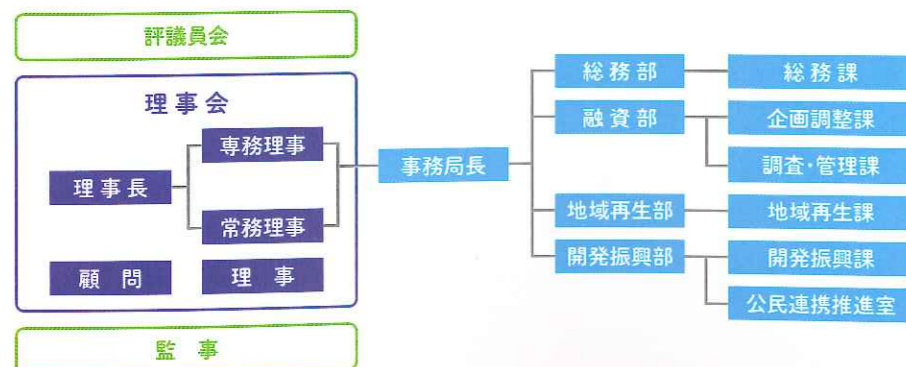 評議員会
理事会
専務理事
理事長
常務理事
顧問
理事
監事
事務局長
総務部
総務課
融資部
企画調整課
調査・管理課
地域再生部
地域再生課
開発振興部
開発振興課
公民連携推進室